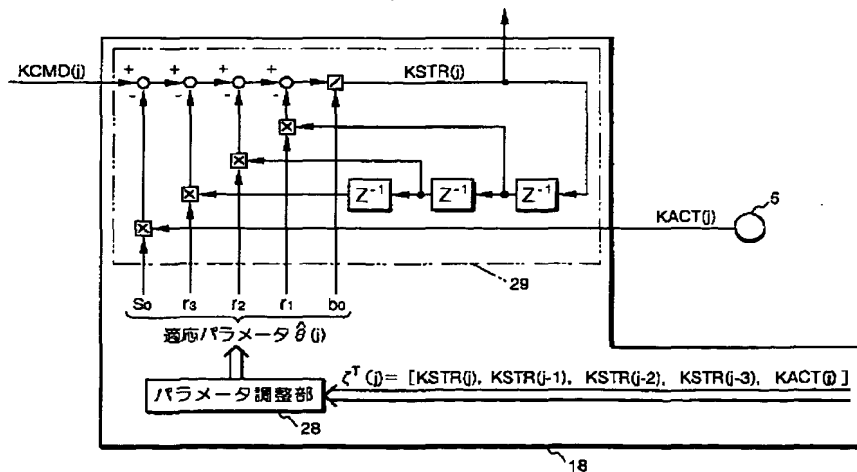 KCMD(j)
+
-
+
-
+
-
+
-
KSTR(j)
×
×
×
×
Z⁻¹
Z⁻¹
Z⁻¹
KACT(j)
5
29
S₀ r₃ r₂ r₁ b₀
適応パラメータ θ̂(j)
パラメータ調整部
28
ζᵀ(j)= [KSTR(j), KSTR(j-1), KSTR(j-2), KSTR(j-3), KACT(j)]
18